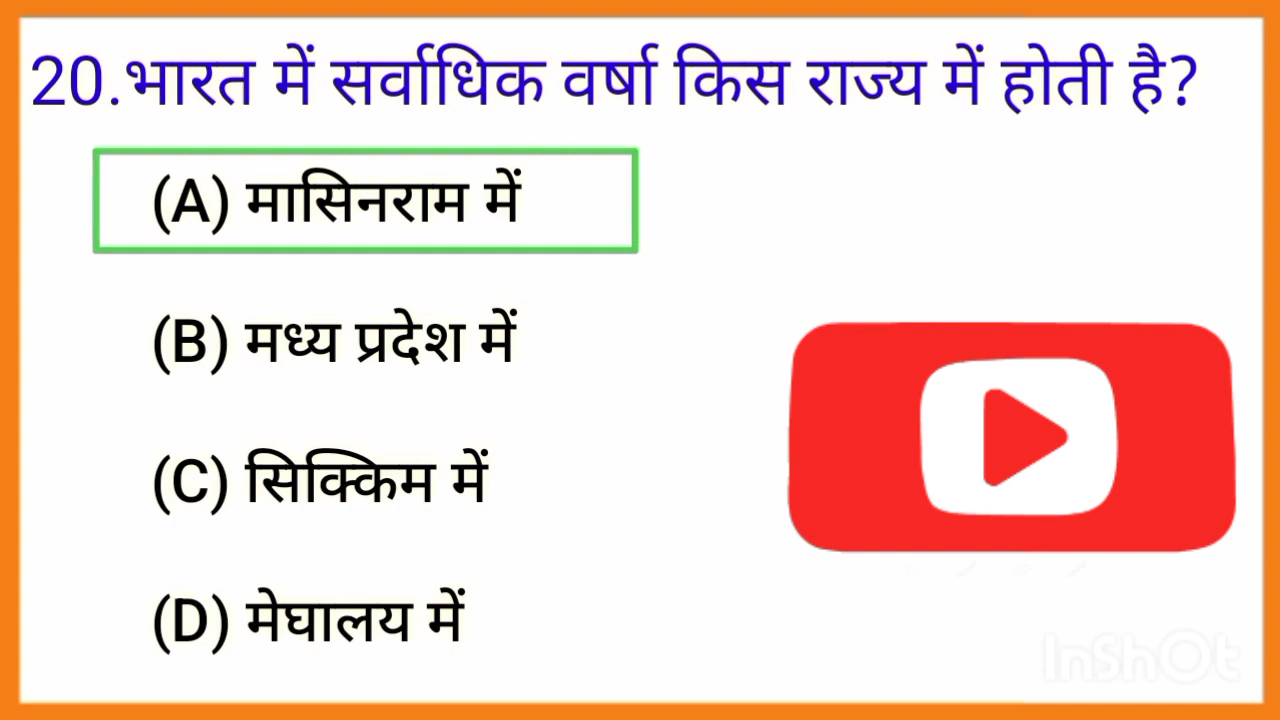 20.भारत में सर्वाधिक वर्षा किस राज्य में होती है?
(A) मासिनराम में
(B) मध्य प्रदेश में
(C) सिक्किम में
(D) मेघालय में
InShOt